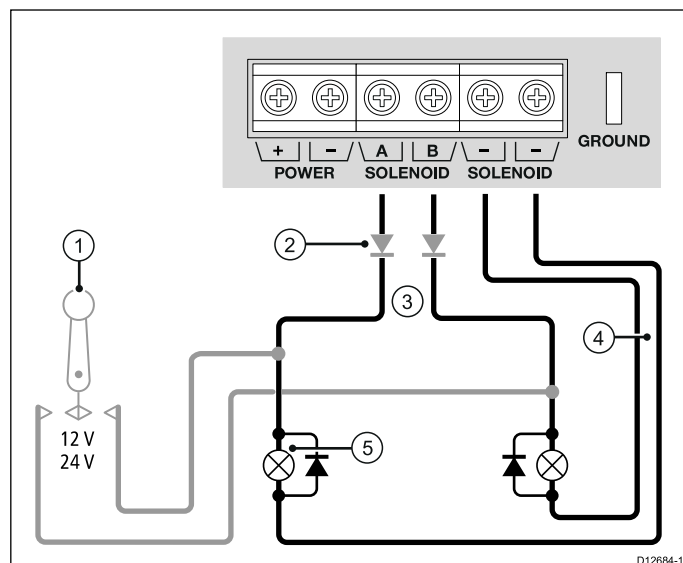 + - A B - -
GROUND
POWER SOLENOID SOLENOID
1
2
3
4
12 V
24 V
5
D12684-1